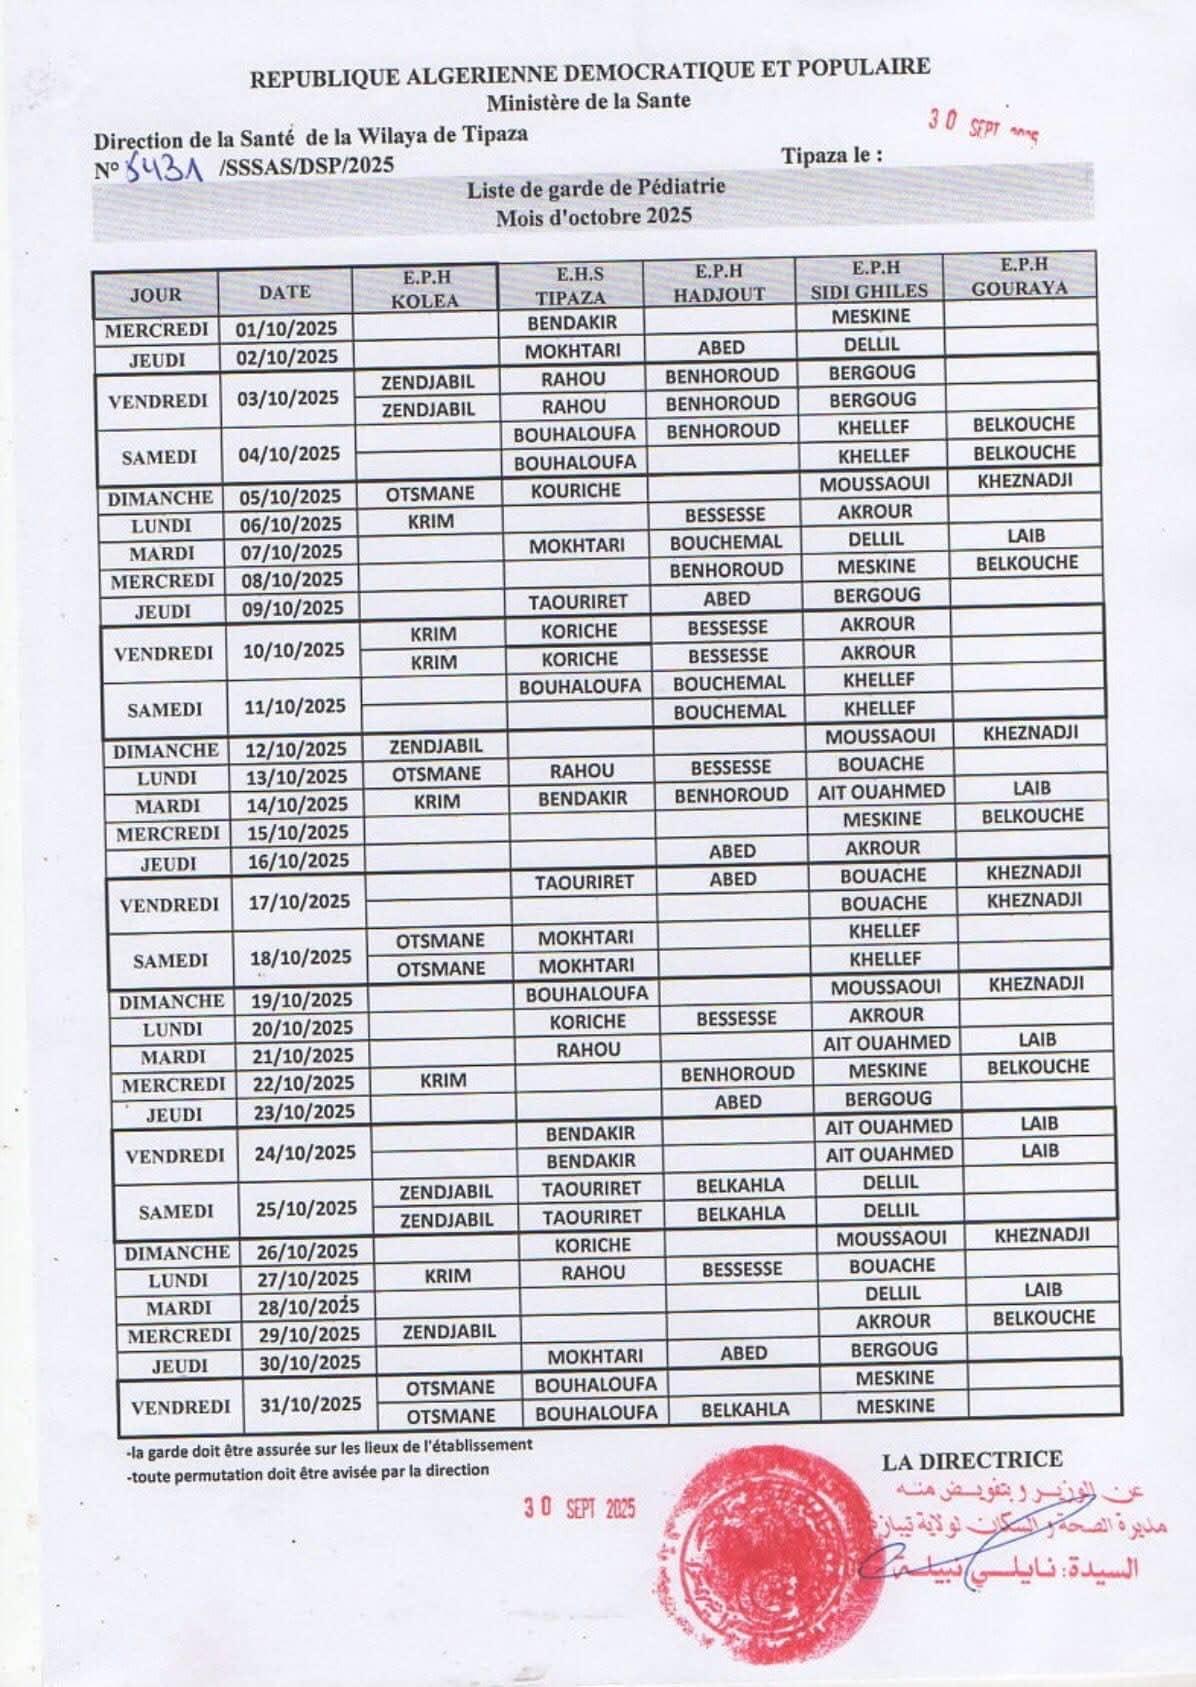 REPUBLIQUE ALGERIENNE DEMOCRATIQUE ET POPULAIRE
Ministère de la Sante
Direction de la Santé de la Wilaya de Tipaza
30 SEPT 2025
N° 5431 /SSSAS/DSP/2025
Tipaza le :
Liste de garde de Pédiatrie
Mois d'octobre 2025
JOUR DATE E.P.H KOLEA E.H.S TIPAZA E.P.H HADJOUT E.P.H SIDI GHILES E.P.H GOURAYA
MERCREDI 01/10/2025 BENDAKIR MESKINE
JEUDI 02/10/2025 MOKHTARI ABED DELLIL
VENDREDI 03/10/2025 ZENDJABIL RAHOU BENHOROUD BERGOUG
ZENDJABIL RAHOU BENHOROUD BERGOUG
SAMEDI 04/10/2025 BOUHALOUFA BENHOROUD KHELLEF BELKOUCHE
BOUHALOUFA KHELLEF BELKOUCHE
DIMANCHE 05/10/2025 OTSMANE KOURICHE MOUSSAOUI KHEZNADJI
LUNDI 06/10/2025 KRIM BESSESSE AKROUR
MARDI 07/10/2025 MOKHTARI BOUCHEMAL DELLIL LAIB
MERCREDI 08/10/2025 BENHOROUD MESKINE BELKOUCHE
JEUDI 09/10/2025 TAOURIRET ABED BERGOUG
VENDREDI 10/10/2025 KRIM KORICHE BESSESSE AKROUR
KRIM KORICHE BESSESSE AKROUR
SAMEDI 11/10/2025 BOUHALOUFA BOUCHEMAL KHELLEF
BOUCHEMAL KHELLEF
DIMANCHE 12/10/2025 ZENDJABIL MOUSSAOUI KHEZNADJI
LUNDI 13/10/2025 OTSMANE RAHOU BESSESSE BOUACHE
MARDI 14/10/2025 KRIM BENDAKIR BENHOROUD AIT OUAHMED LAIB
MERCREDI 15/10/2025 MESKINE BELKOUCHE
JEUDI 16/10/2025 ABED AKROUR
VENDREDI 17/10/2025 TAOURIRET ABED BOUACHE KHEZNADJI
BOUACHE KHEZNADJI
SAMEDI 18/10/2025 OTSMANE MOKHTARI KHELLEF
OTSMANE MOKHTARI KHELLEF
DIMANCHE 19/10/2025 BOUHALOUFA MOUSSAOUI KHEZNADJI
LUNDI 20/10/2025 KORICHE BESSESSE AKROUR
MARDI 21/10/2025 RAHOU AIT OUAHMED LAIB
MERCREDI 22/10/2025 KRIM BENHOROUD MESKINE BELKOUCHE
JEUDI 23/10/2025 ABED BERGOUG
VENDREDI 24/10/2025 BENDAKIR AIT OUAHMED LAIB
BENDAKIR AIT OUAHMED LAIB
SAMEDI 25/10/2025 ZENDJABIL TAOURIRET BELKAHLA DELLIL
ZENDJABIL TAOURIRET BELKAHLA DELLIL
DIMANCHE 26/10/2025 KORICHE MOUSSAOUI KHEZNADJI
LUNDI 27/10/2025 KRIM RAHOU BESSESSE BOUACHE
MARDI 28/10/2025 DELLIL LAIB
MERCREDI 29/10/2025 ZENDJABIL AKROUR BELKOUCHE
JEUDI 30/10/2025 MOKHTARI ABED BERGOUG
VENDREDI 31/10/2025 OTSMANE BOUHALOUFA MESKINE
OTSMANE BOUHALOUFA BELKAHLA MESKINE
-la garde doit être assurée sur les lieux de l'établissement
-toute permutation doit être avisée par la direction
LA DIRECTRICE
30 SEPT 2025
عن الوزير و بتفويض منه
مديرة الصحة و السكان لولاية تيبازة
السيدة: نايلي نبيلة